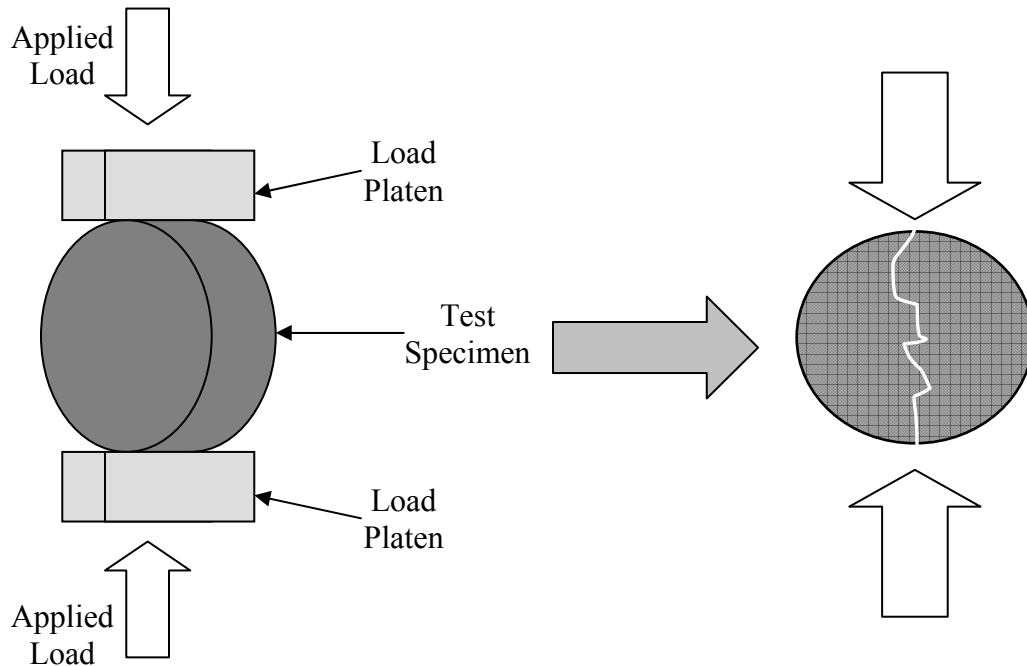 Applied
Load
Load
Platen
Test
Specimen
Load
Platen
Applied
Load